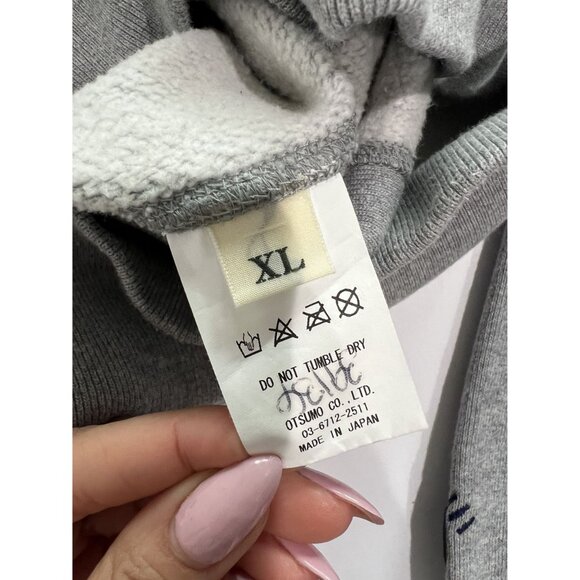 XL
DO NOT TUMBLE DRY
OTSUMO CO., LTD.
03-6712-2511
MADE IN JAPAN